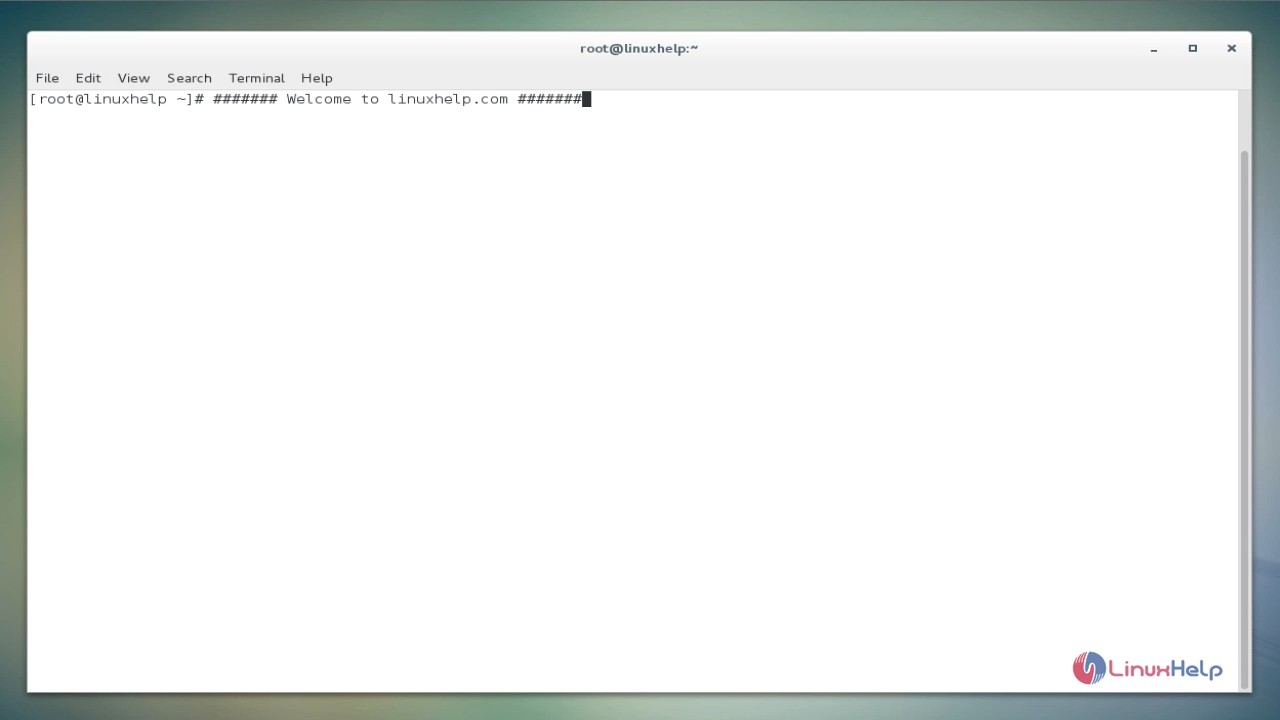 root@linuxhelp:~
File Edit View Search Terminal Help
[root@linuxhelp ~]# ####### Welcome to linuxhelp.com #######
LinuxHelp